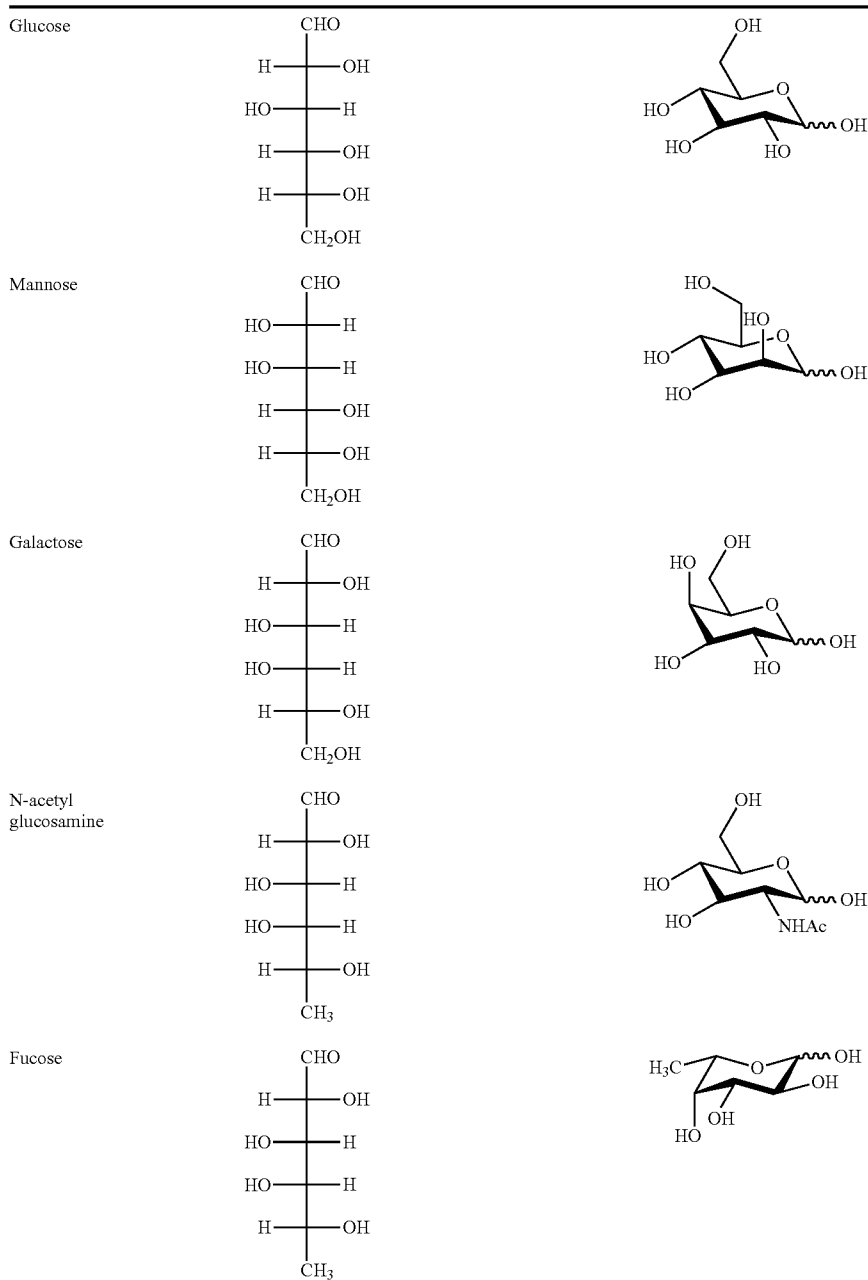 Glucose
CHO
OH
H OH
O
HO H
HO
OH
H OH
HO
HO
H OH
CH2OH
Mannose
CHO
HO
HO
O
HO H
HO
OH
HO H
HO
H OH
H OH
CH2OH
Galactose
CHO
OH
HO
H OH
O
HO H
OH
HO
HO
HO H
H OH
CH2OH
N-acetyl
glucosamine
CHO
OH
H OH
O
HO
OH
HO H
HO
NHAc
HO H
H OH
CH3
Fucose
CHO
OH
H3C
O
OH
H OH
OH
HO
HO H
HO H
H OH
CH3